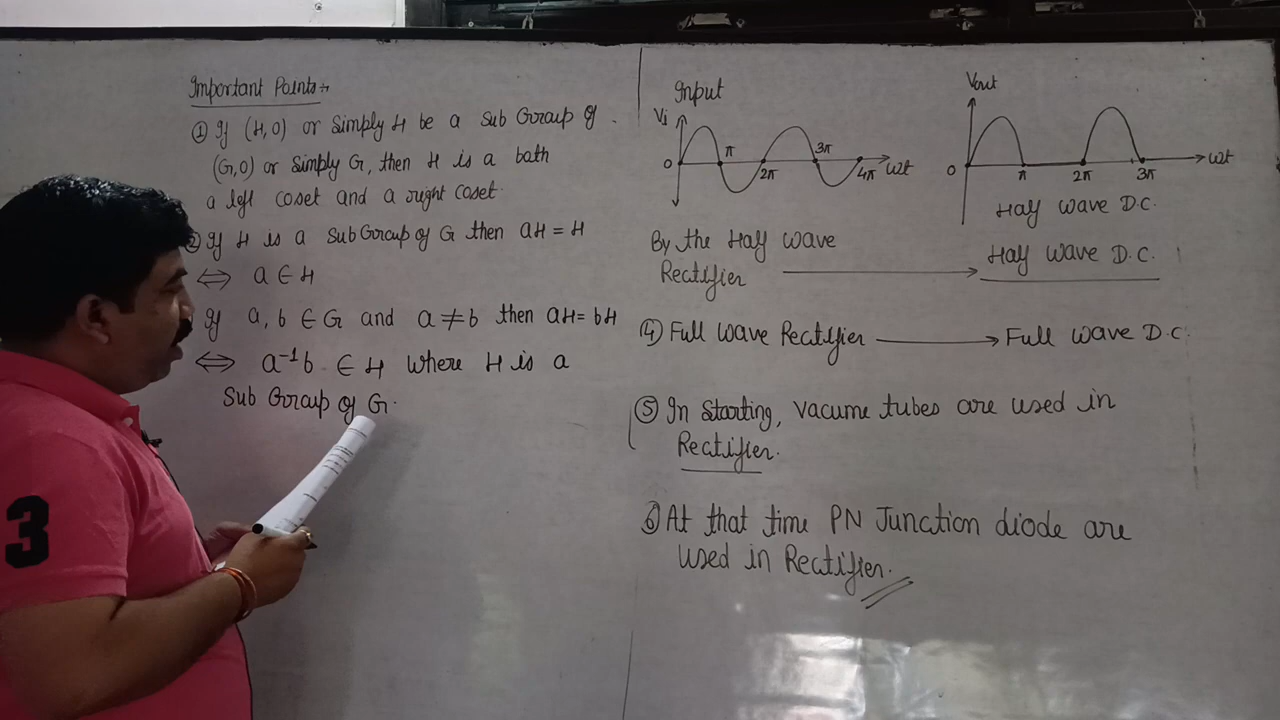 Important Points:-
① If (H,0) or simply H be a Sub Group of
(G,0) or simply G, then H is a bath
a left coset and a right coset.
② If H is a Sub Group of G then aH = H
⇔ a ∈ H
If a, b ∈ G and a ≠ b then aH = bH
⇔ a⁻¹b ∈ H where H is a
Sub Group of G.
Input
Vi
0 π 2π 3π 4π wt
Vout
0 π 2π 3π wt
Half wave D.C.
By the Half wave
Rectifier ⟶ Half wave D.C.
④ Full wave Rectifier ⟶ Full wave D.C.
⑤ In starting, vacume tubes are used in
Rectifier.
⑥ At that time PN Junction diode are
used in Rectifier.
3